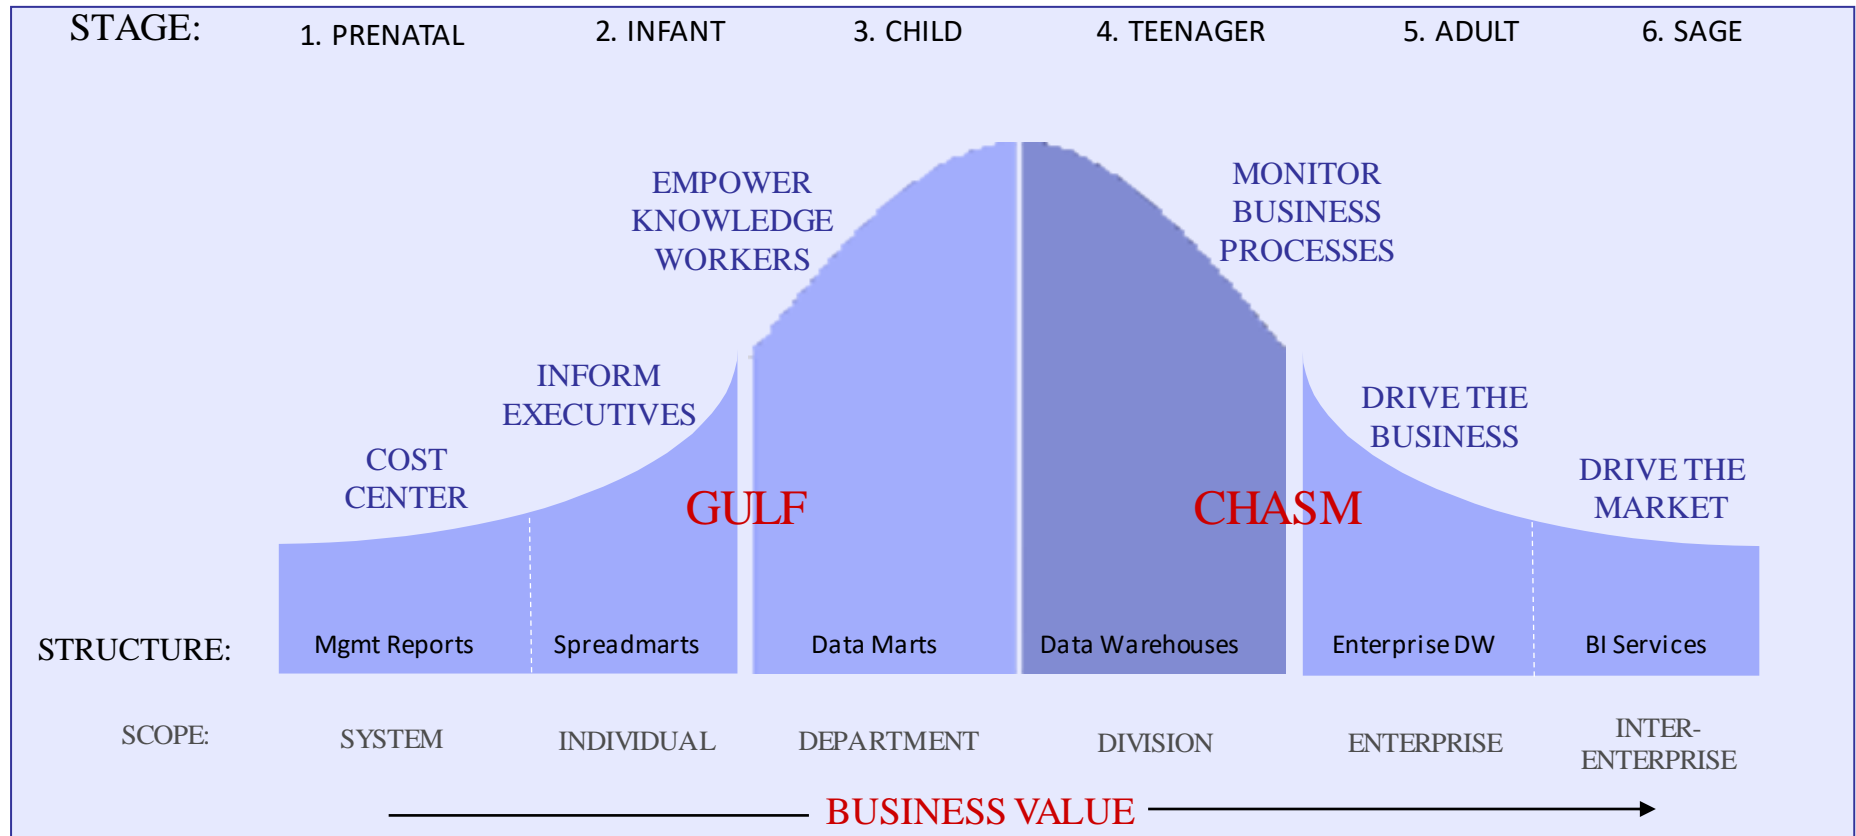 STAGE:
1. PRENATAL
2. INFANT
3. CHILD
4. TEENAGER
5. ADULT
6. SAGE
EMPOWER
KNOWLEDGE
WORKERS
MONITOR
BUSINESS
PROCESSES
INFORM
EXECUTIVES
DRIVE THE
BUSINESS
COST
CENTER
DRIVE THE
MARKET
GULF
CHASM
STRUCTURE:
Mgmt Reports
Spreadmarts
Data Marts
Data Warehouses
Enterprise DW
BI Services
SCOPE:
SYSTEM
INDIVIDUAL
DEPARTMENT
DIVISION
ENTERPRISE
INTER-
ENTERPRISE
BUSINESS VALUE